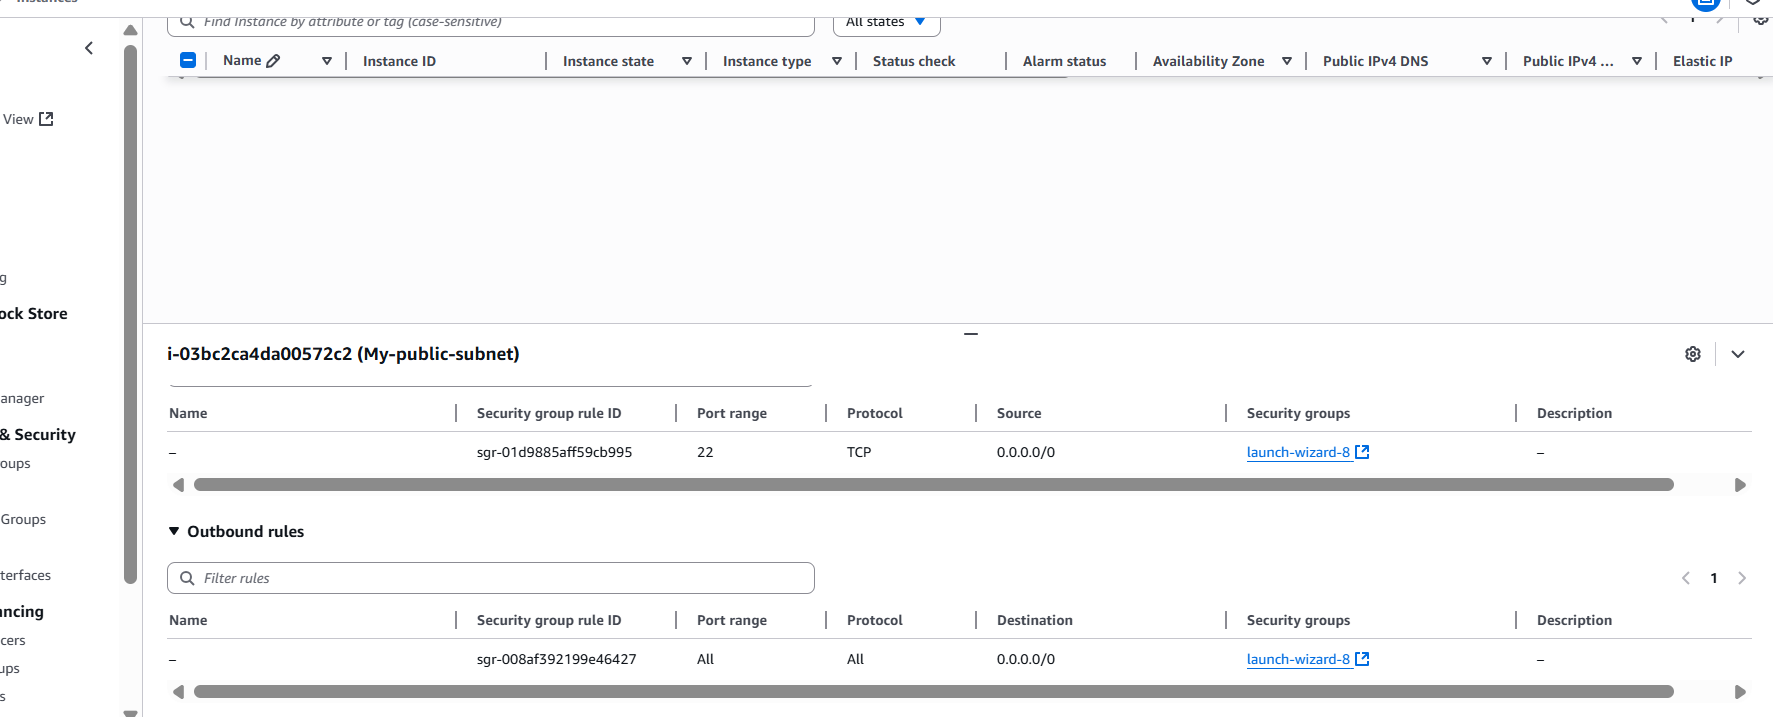 Instances
Find Instance by attribute or tag (case-sensitive)
All states
1
Name Instance ID Instance state Instance type Status check Alarm status Availability Zone Public IPv4 DNS Public IPv4 ... Elastic IP
View
g
ock Store
anager
& Security
oups
Groups
terfaces
ancing
cers
ups
s
i-03bc2ca4da00572c2 (My-public-subnet)
Name Security group rule ID Port range Protocol Source Security groups Description
– sgr-01d9885aff59cb995 22 TCP 0.0.0.0/0 launch-wizard-8 –
Outbound rules
Filter rules
1
Name Security group rule ID Port range Protocol Destination Security groups Description
– sgr-008af392199e46427 All All 0.0.0.0/0 launch-wizard-8 –